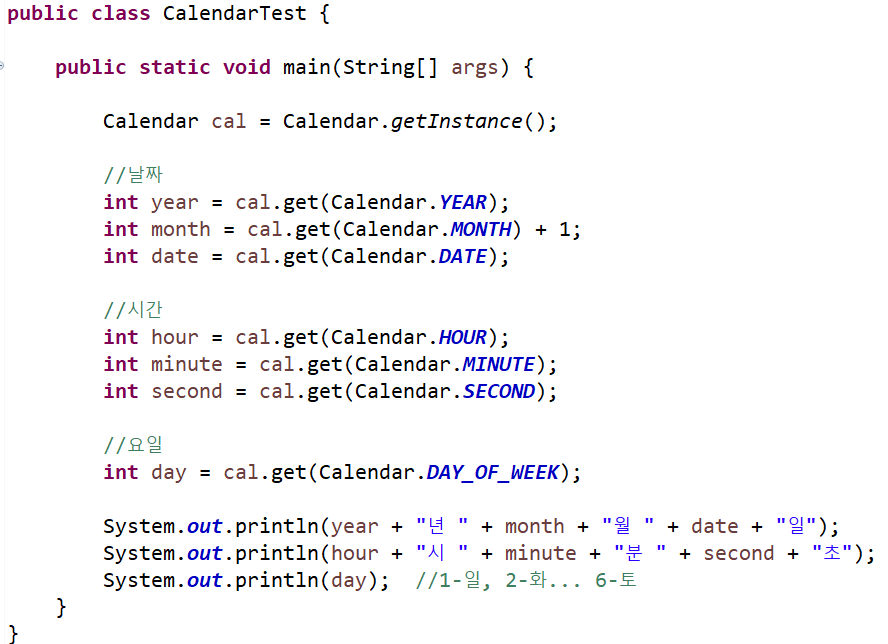 public class CalendarTest {
public static void main(String[] args) {
Calendar cal = Calendar.getInstance();
//날짜
int year = cal.get(Calendar.YEAR);
int month = cal.get(Calendar.MONTH) + 1;
int date = cal.get(Calendar.DATE);
//시간
int hour = cal.get(Calendar.HOUR);
int minute = cal.get(Calendar.MINUTE);
int second = cal.get(Calendar.SECOND);
//요일
int day = cal.get(Calendar.DAY_OF_WEEK);
System.out.println(year + "년 " + month + "월 " + date + "일");
System.out.println(hour + "시 " + minute + "분 " + second + "초");
System.out.println(day);  //1-일, 2-화... 6-토
}
}